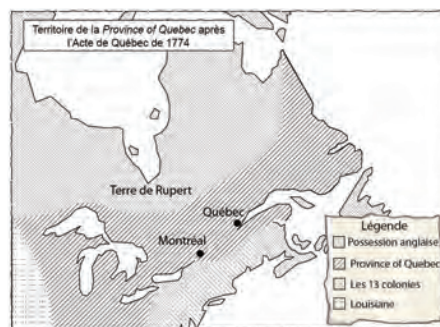 Territoire de la Province of Quebec après
l'Acte de Québec de 1774
Terre de Rupert
Québec
Montréal
Légende
Possession anglaise
Province of Quebec
Les 13 colonies
Louisiane